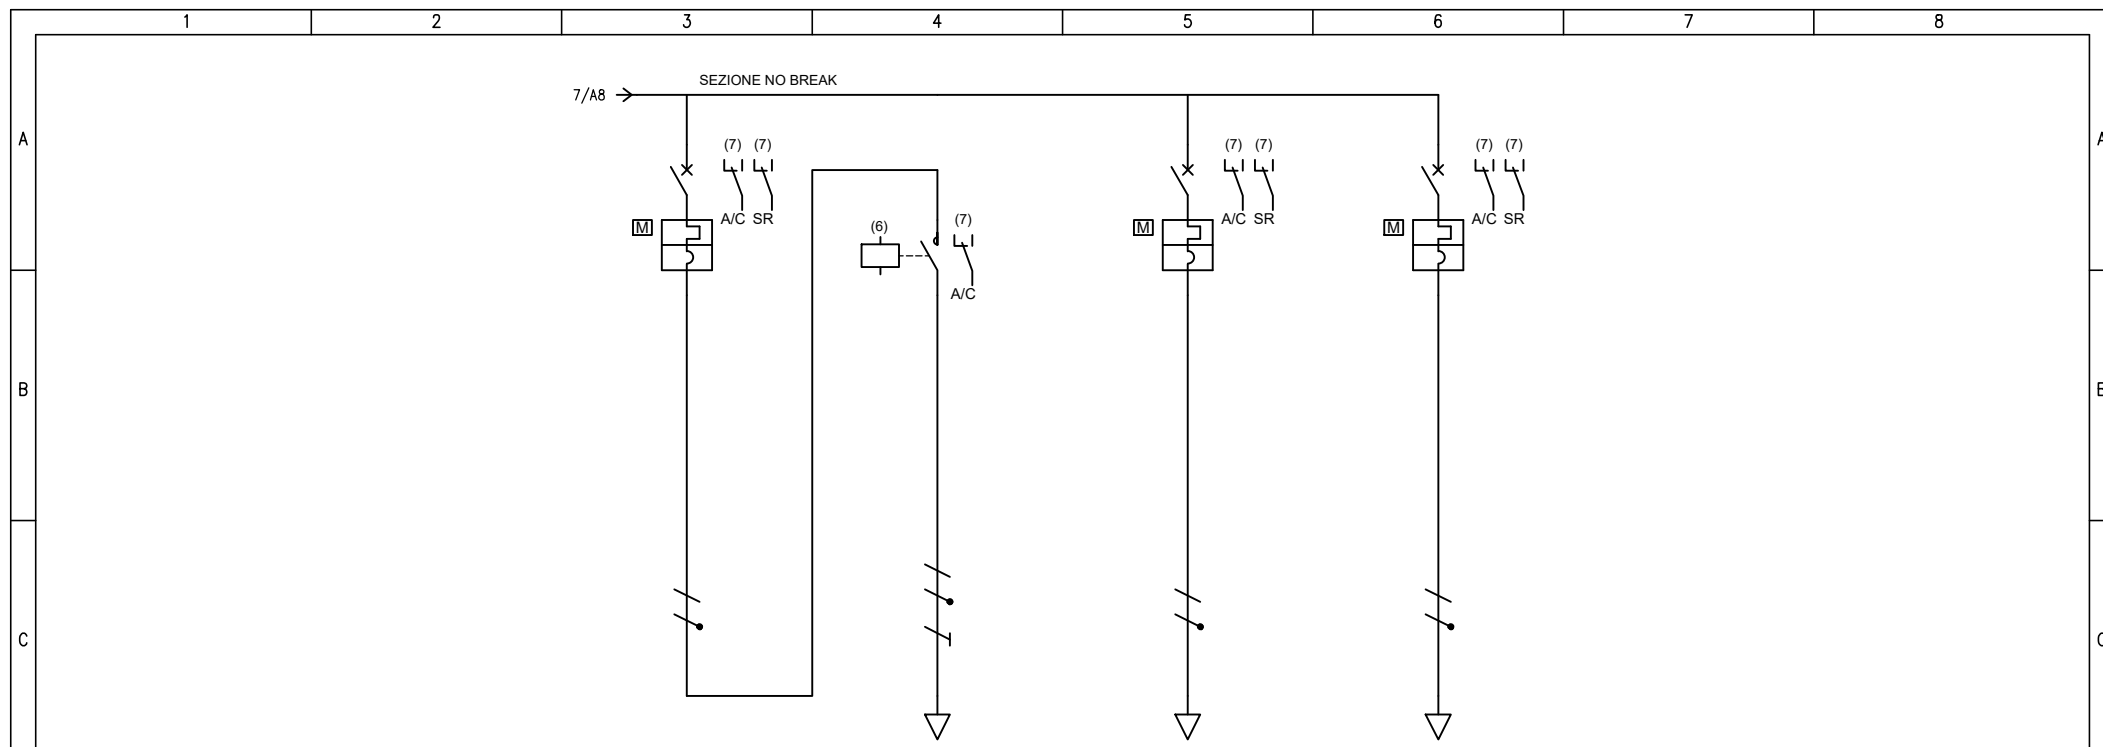 1 2 3 4 5 6 7 8
SEZIONE NO BREAK
7/A8
A A
(7) (7) (7) (7) (7) (7)
A/C SR A/C SR A/C SR
M (6) (7) M M
A/C
B B
C C